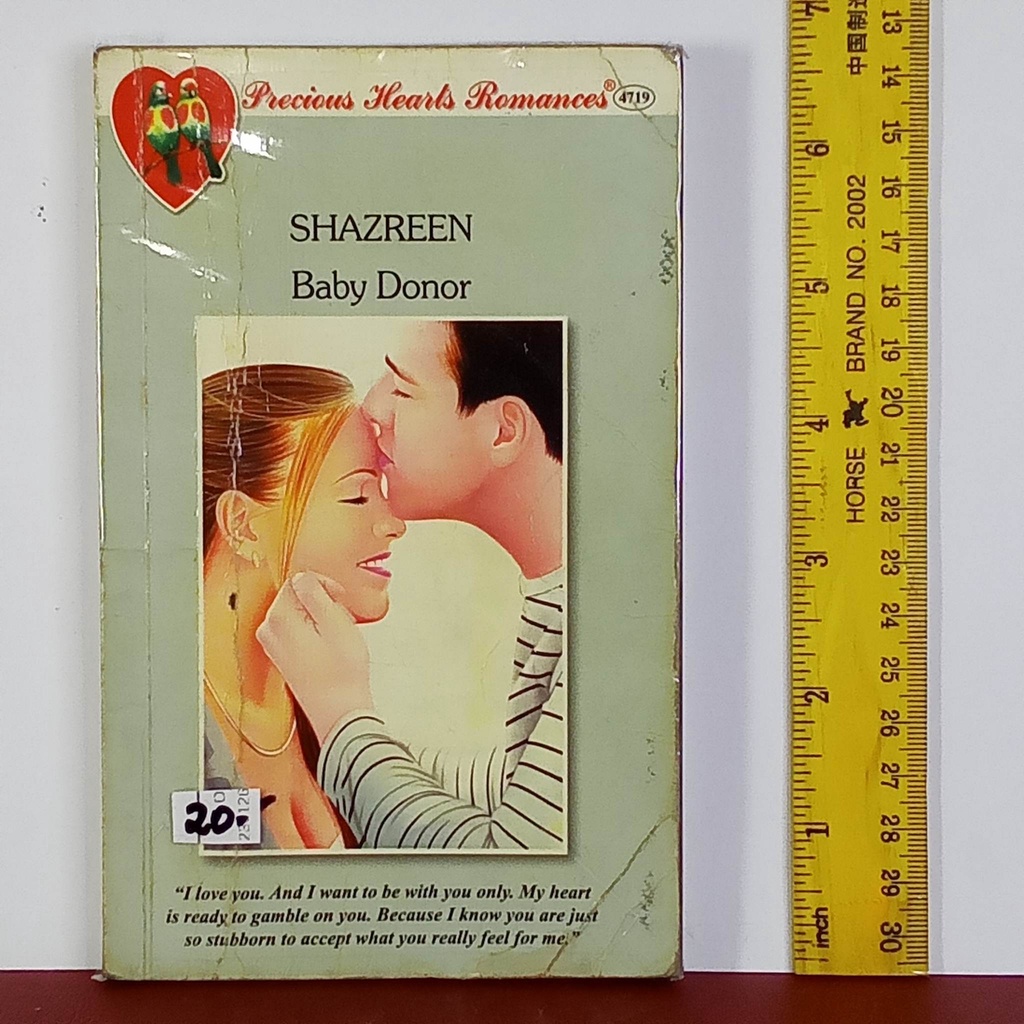 Precious Hearts Romances® 4719
SHAZREEN
Baby Donor
20.
"I love you. And I want to be with you only. My heart
is ready to gamble on you. Because I know you are just
so stubborn to accept what you really feel for me."
7
6
5
4
3
2
1
inch
中国制造
HORSE BRAND NO. 2002
13
14
15
16
17
18
19
20
21
22
23
24
25
26
27
28
29
30